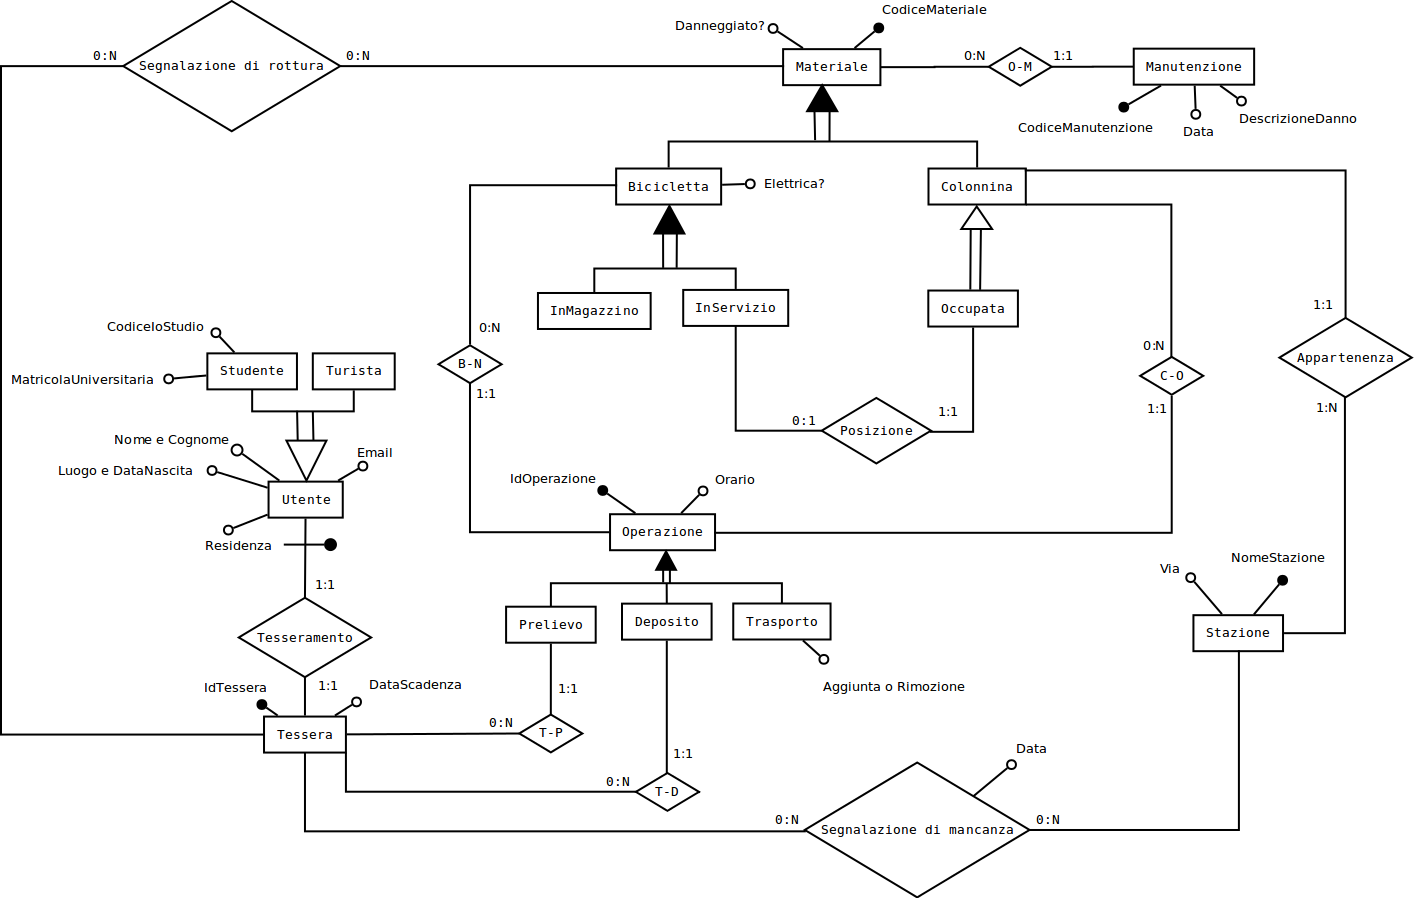 CodiceMateriale
Danneggiato?
0:N
Segnalazione di rottura
0:N
Materiale
0:N
O-M
1:1
Manutenzione
CodiceManutenzione
Data
DescrizioneDanno
Bicicletta
Elettrica?
Colonnina
InMagazzino
InServizio
Occupata
1:1
CodiceIoStudio
0:N
0:N
Studente
Turista
B-N
C-O
Appartenenza
MatricolaUniversitaria
1:1
1:1
1:N
0:1
Posizione
1:1
Nome e Cognome
Email
Luogo e DataNascita
IdOperazione
Orario
Utente
Operazione
Residenza
NomeStazione
Via
1:1
Prelievo
Deposito
Trasporto
Stazione
Tesseramento
IdTessera
1:1
DataScadenza
1:1
Aggiunta o Rimozione
Tessera
0:N
T-P
1:1
Data
0:N
T-D
0:N
Segnalazione di mancanza
0:N